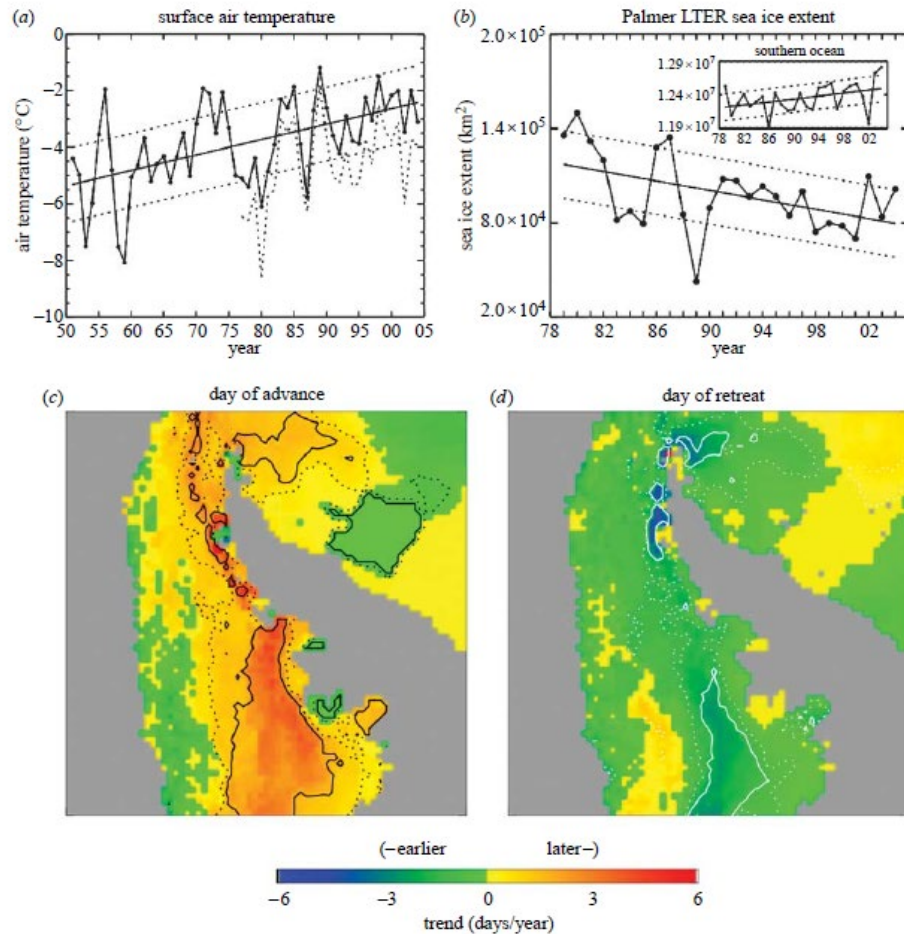 (a) surface air temperature
0
−2
−4
−6
−8
−10
air temperature (°C)
50 55 60 65 70 75 80 85 90 95 00 05
year
(b) Palmer LTER sea ice extent
2.0×10⁵
1.4×10⁵
8.0×10⁴
2.0×10⁴
sea ice extent (km²)
southern ocean
1.29×10⁷
1.24×10⁷
1.19×10⁷
78 82 86 90 94 98 02
78 82 86 90 94 98 02
year
(c) day of advance
(d) day of retreat
(−earlier later−)
−6 −3 0 3 6
trend (days/year)